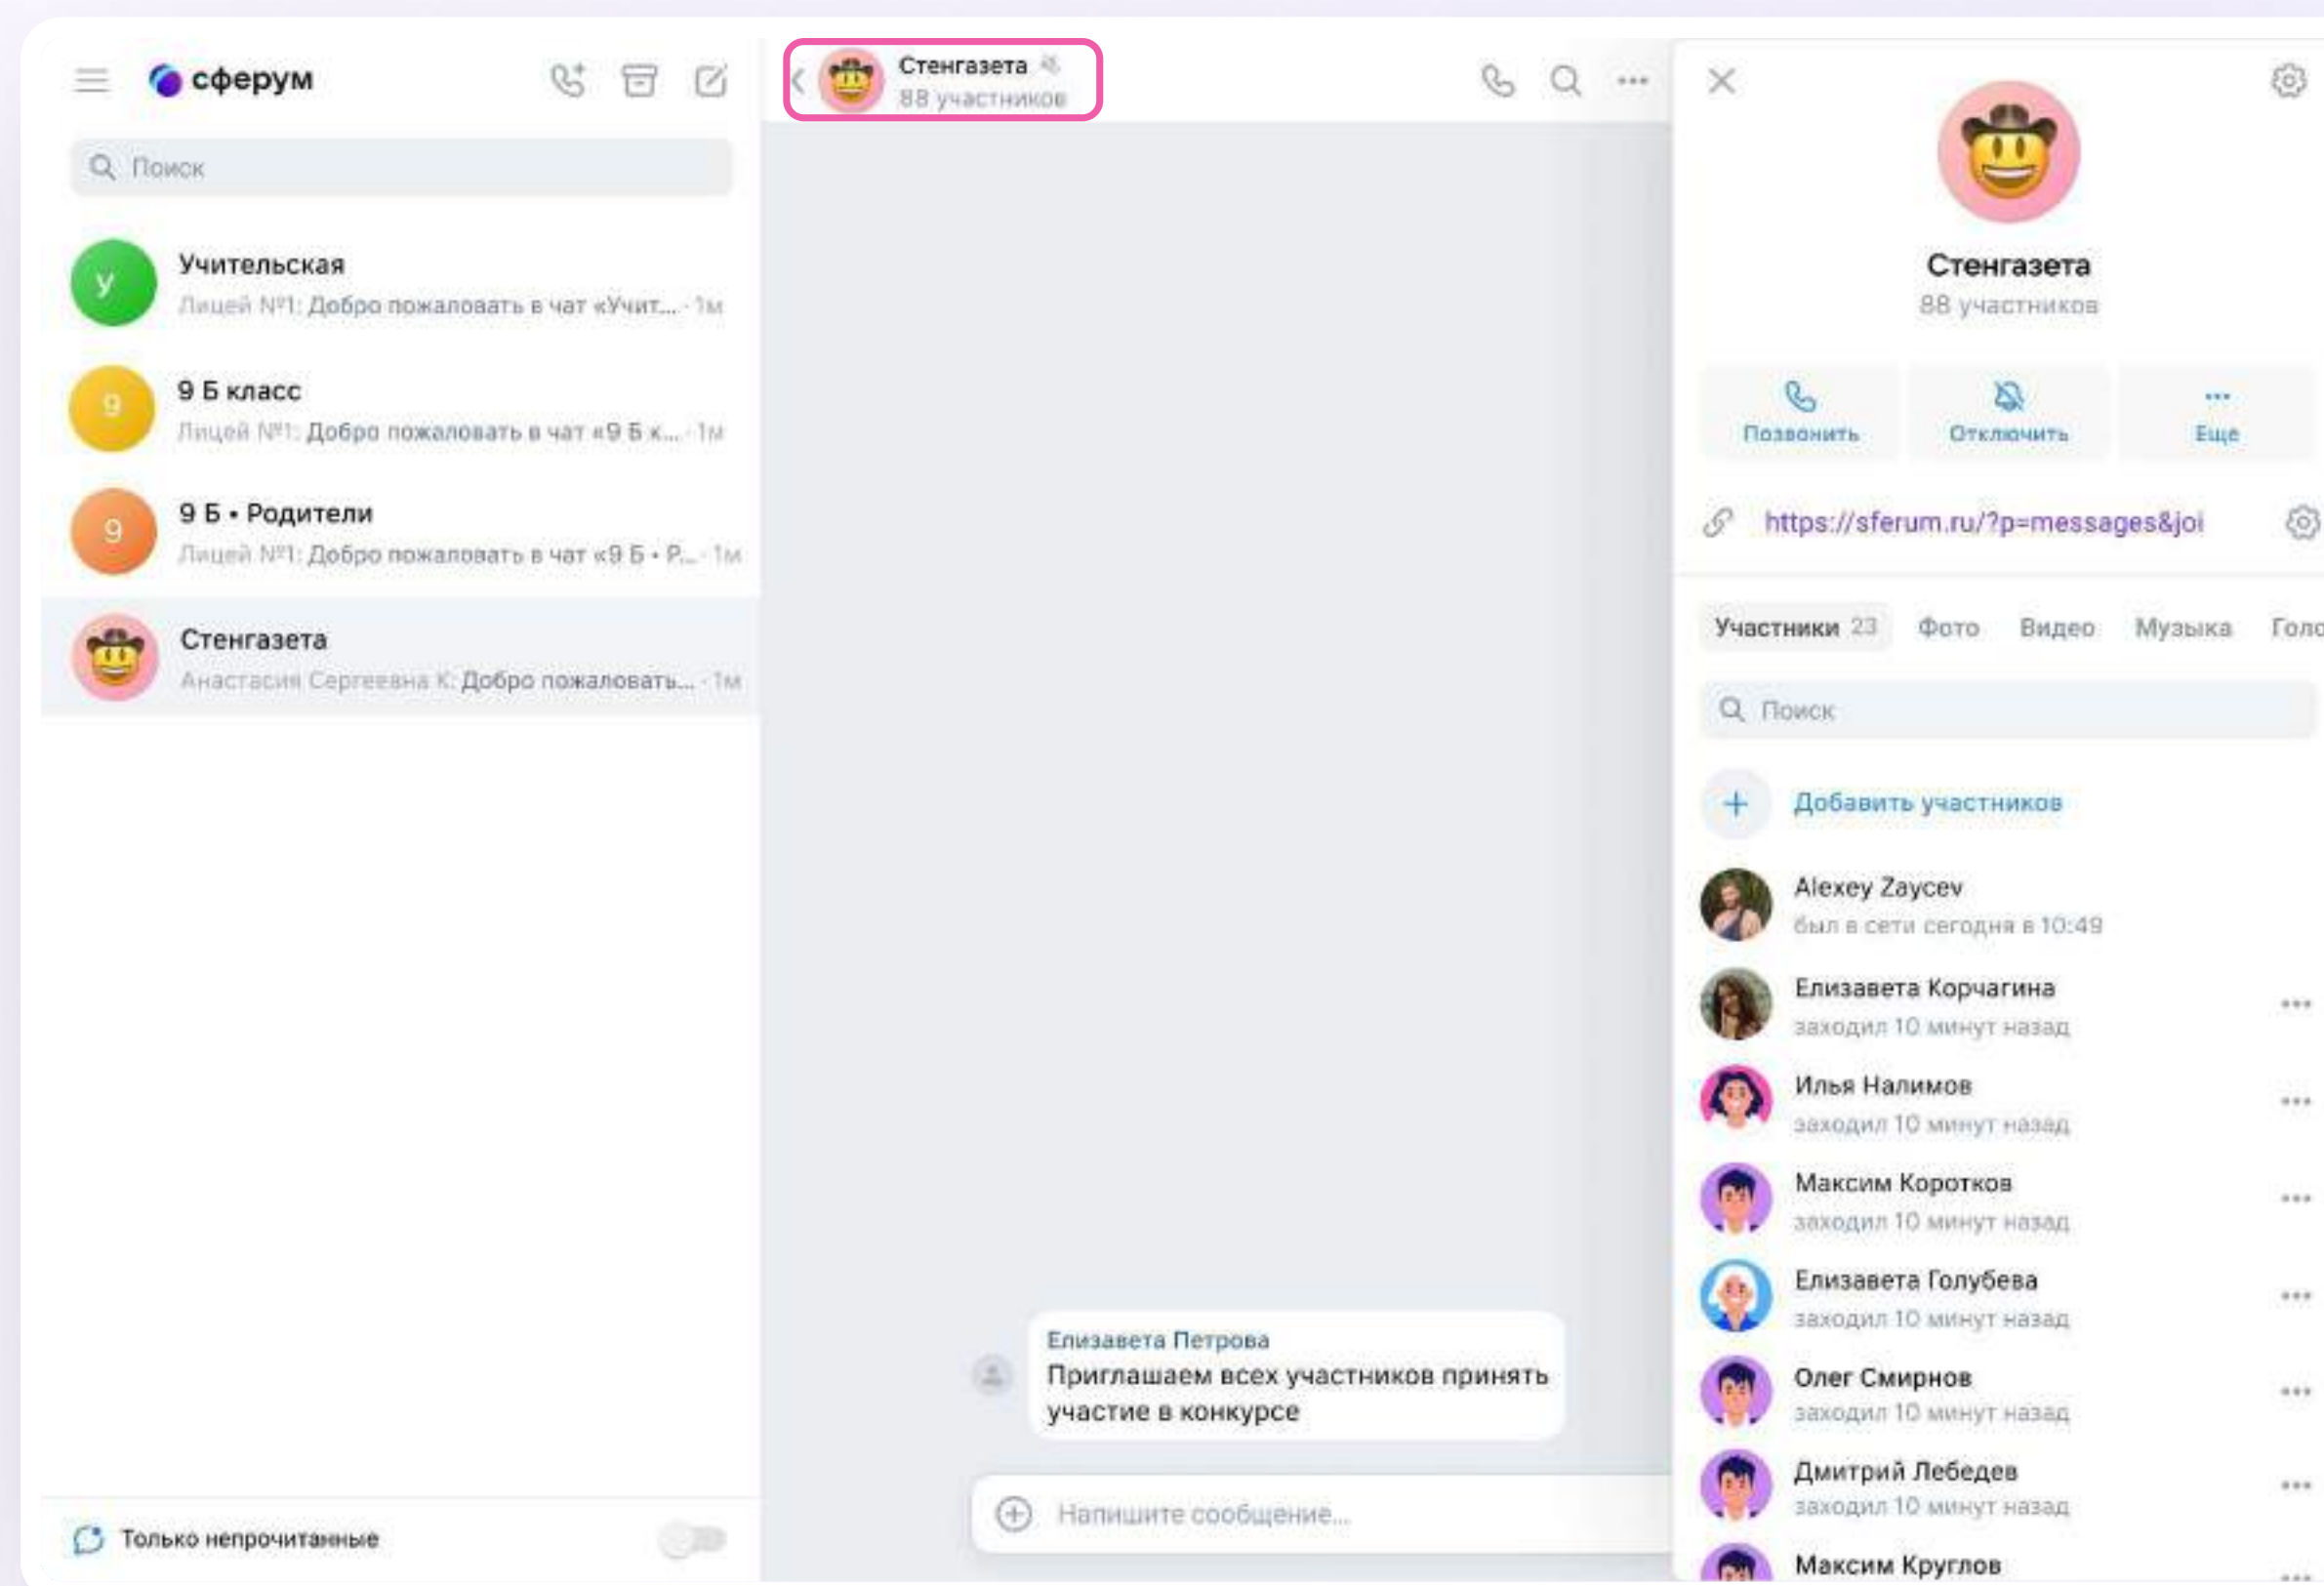 сферум
Поиск
У
Учительская
Лицей №1: Добро пожаловать в чат «Учит... · 1м
9
9 Б класс
Лицей №1: Добро пожаловать в чат «9 Б к... · 1м
9
9 Б • Родители
Лицей №1: Добро пожаловать в чат «9 Б • Р... · 1м
Стенгазета
Анастасия Сергеевна К: Добро пожаловать... · 1м
Только непрочитанные
Стенгазета
88 участников
Елизавета Петрова
Приглашаем всех участников принять
участие в конкурсе
Напишите сообщение...
Стенгазета
88 участников
Позвонить
Отключить
Еще
https://sferum.ru/?p=messages&joi
Участники 23 Фото Видео Музыка Голо
Поиск
Добавить участников
Alexey Zaycev
был в сети сегодня в 10:49
Елизавета Корчагина
заходил 10 минут назад
Илья Налимов
заходил 10 минут назад
Максим Коротков
заходил 10 минут назад
Елизавета Голубева
заходил 10 минут назад
Олег Смирнов
заходил 10 минут назад
Дмитрий Лебедев
заходил 10 минут назад
Максим Круглов